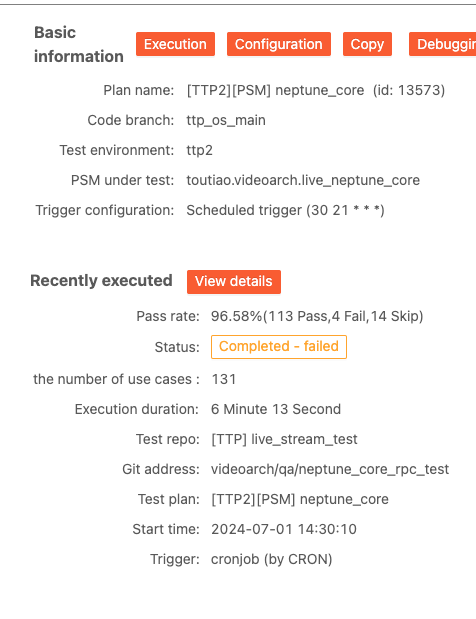 Basic information
Execution
Configuration
Copy
Debuggin
Plan name: [TTP2][PSM] neptune_core (id: 13573)
Code branch: ttp_os_main
Test environment: ttp2
PSM under test: toutiao.videoarch.live_neptune_core
Trigger configuration: Scheduled trigger (30 21 * * *)
Recently executed
View details
Pass rate: 96.58%(113 Pass,4 Fail,14 Skip)
Status: Completed - failed
the number of use cases : 131
Execution duration: 6 Minute 13 Second
Test repo: [TTP] live_stream_test
Git address: videoarch/qa/neptune_core_rpc_test
Test plan: [TTP2][PSM] neptune_core
Start time: 2024-07-01 14:30:10
Trigger: cronjob (by CRON)